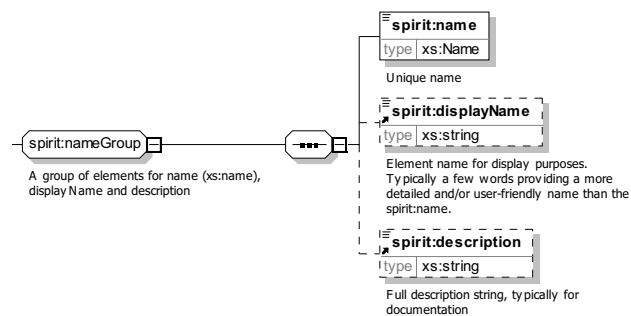 spirit:name
type xs:Name
Unique name
spirit:displayName
type xs:string
Element name for display purposes.
Typically a few words providing a more
detailed and/or user-friendly name than the
spirit:name.
spirit:nameGroup
A group of elements for name (xs:name),
display Name and description
spirit:description
type xs:string
Full description string, typically for
documentation